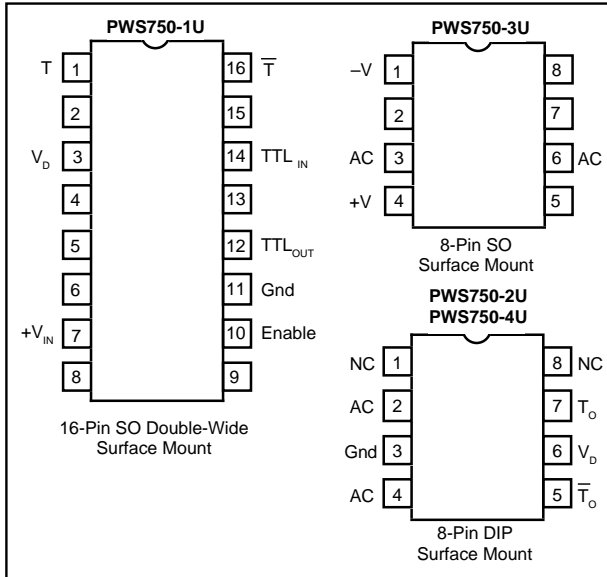 PWS750-1U
T 1 16 T̅
2 15
V_D 3 14 TTL_IN
4 13
5 12 TTL_OUT
6 11 Gnd
+V_IN 7 10 Enable
8 9
16-Pin SO Double-Wide
Surface Mount
PWS750-3U
–V 1 8
2 7
AC 3 6 AC
+V 4 5
8-Pin SO
Surface Mount
PWS750-2U
PWS750-4U
NC 1 8 NC
AC 2 7 T_O
Gnd 3 6 V_D
AC 4 5 T̅_O
8-Pin DIP
Surface Mount